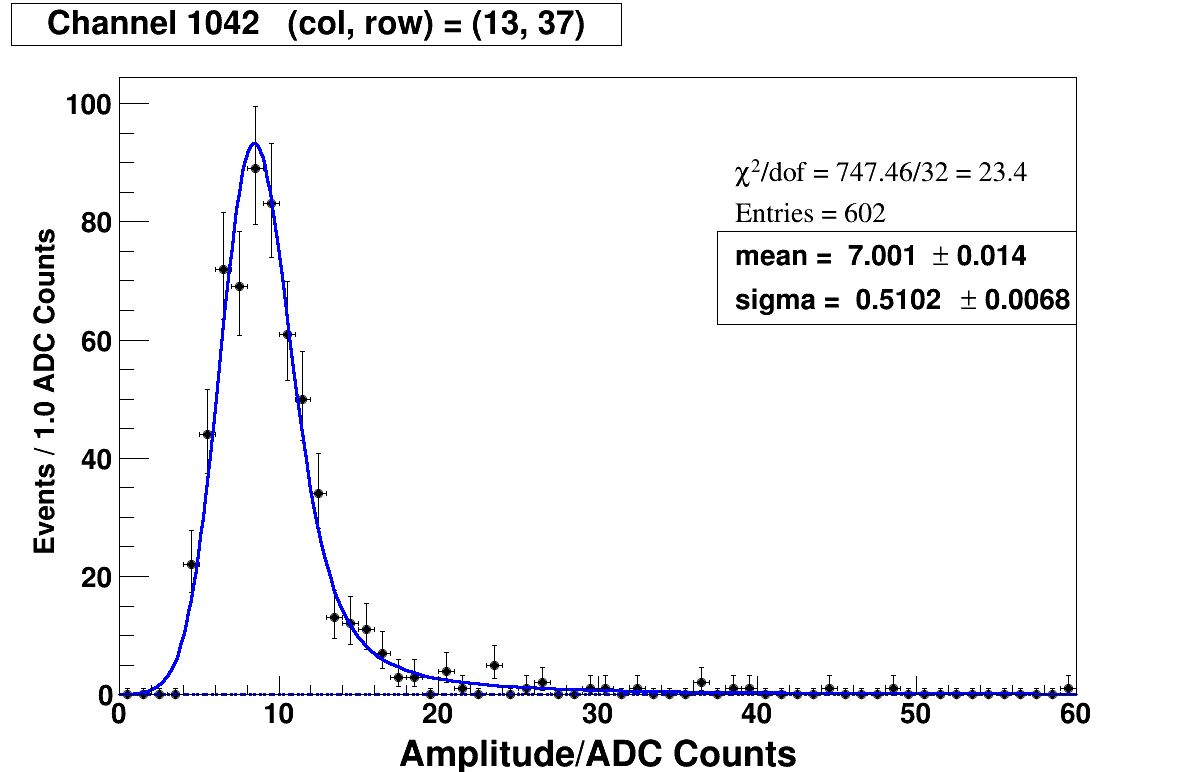 Channel 1042 (col, row) = (13, 37)
100
80
60
40
20
0
Events / 1.0 ADC Counts
χ²/dof = 747.46/32 = 23.4
Entries = 602
mean = 7.001 ± 0.014
sigma = 0.5102 ± 0.0068
0 10 20 30 40 50 60
Amplitude/ADC Counts